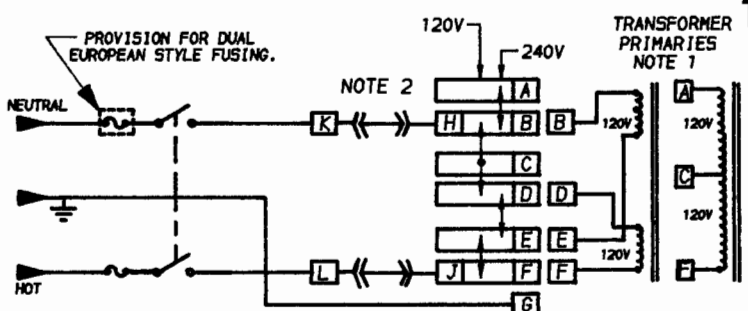 120V
240V
TRANSFORMER
PRIMARIES
NOTE 1
PROVISION FOR DUAL
EUROPEAN STYLE FUSING.
NOTE 2
NEUTRAL
K
H
A
B
B
C
D
D
E
E
J
F
F
G
L
HOT
120V
120V
A
120V
C
120V
F